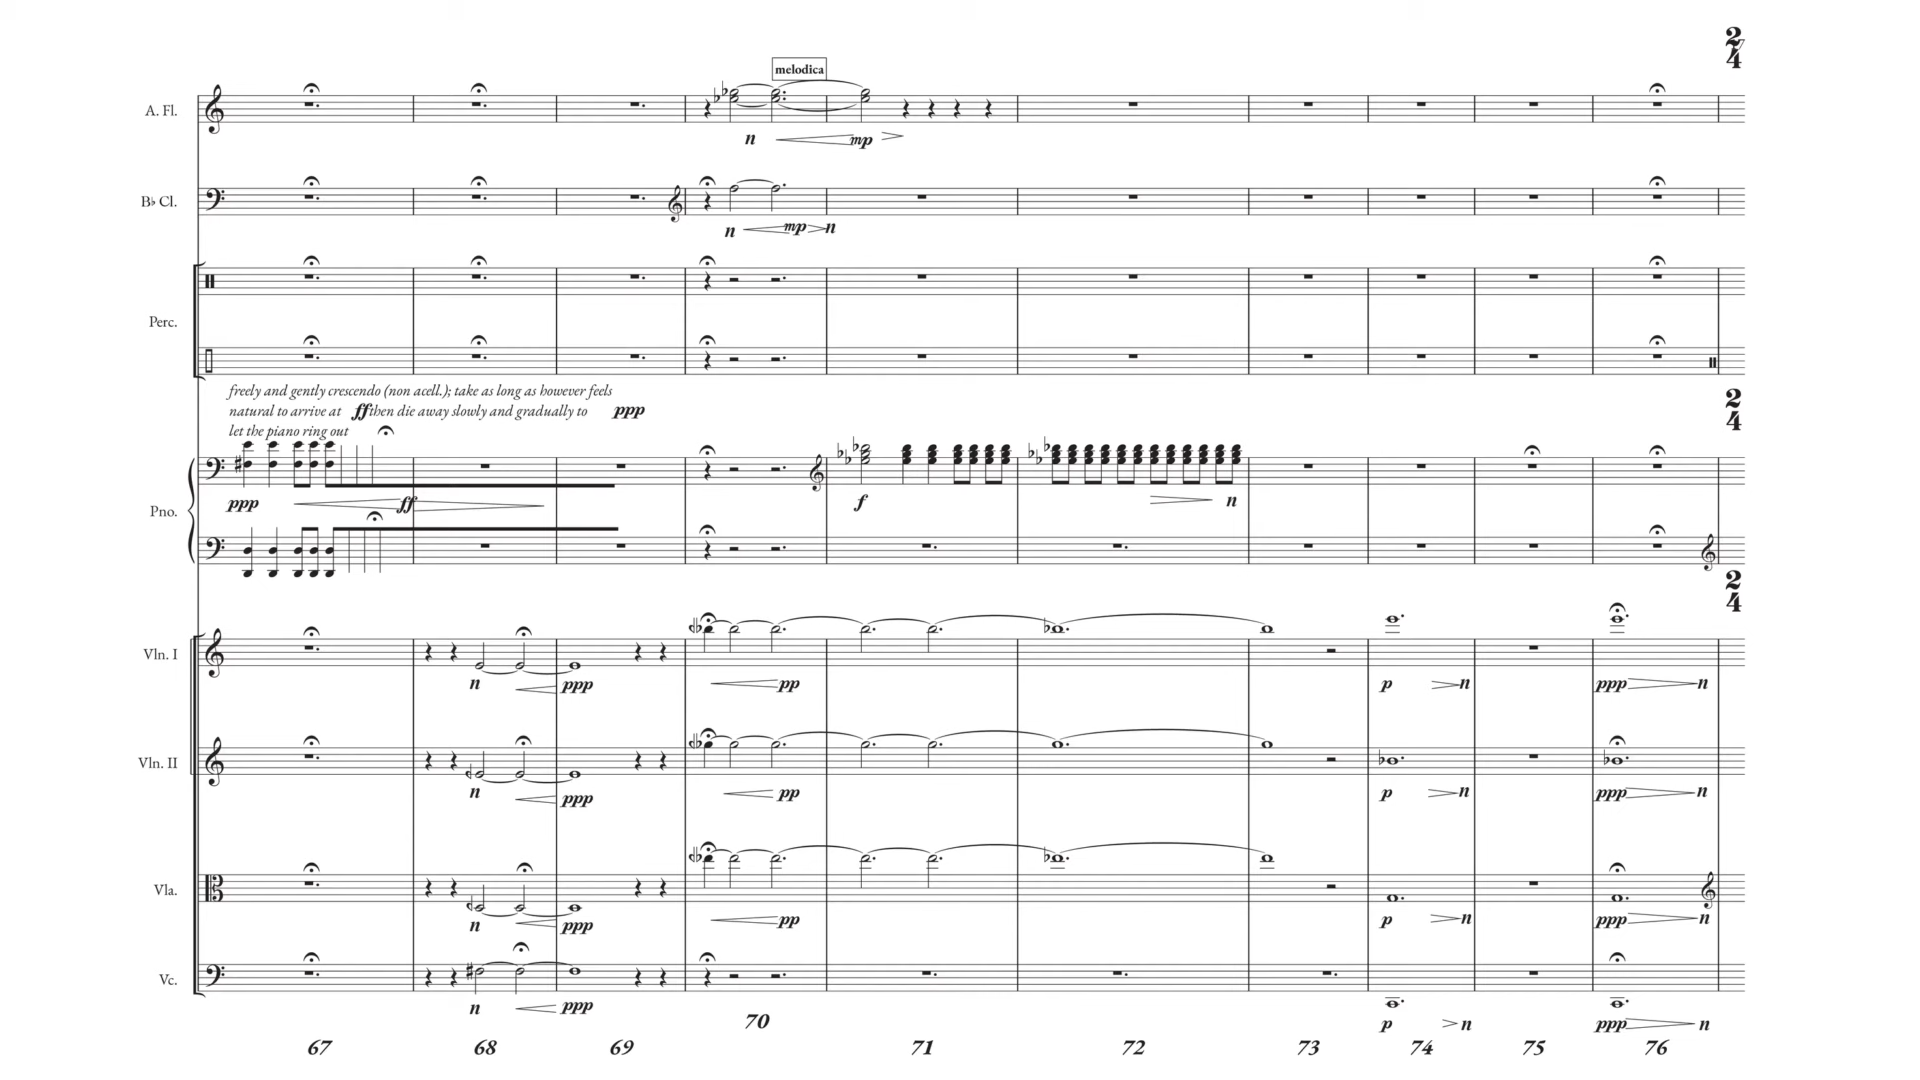 2
4
melodica
A. Fl.
n mp
B♭ Cl.
n mp n
Perc.
freely and gently crescendo (non acell.); take as long as however feels
natural to arrive at ff then die away slowly and gradually to ppp
let the piano ring out
2
4
ppp ff f n
Pno.
2
4
Vln. I
n ppp pp p n ppp n
Vln. II
n ppp pp p n ppp n
Vla.
n ppp pp p n ppp n
Vc.
n ppp p n ppp n
67 68 69 70 71 72 73 74 75 76